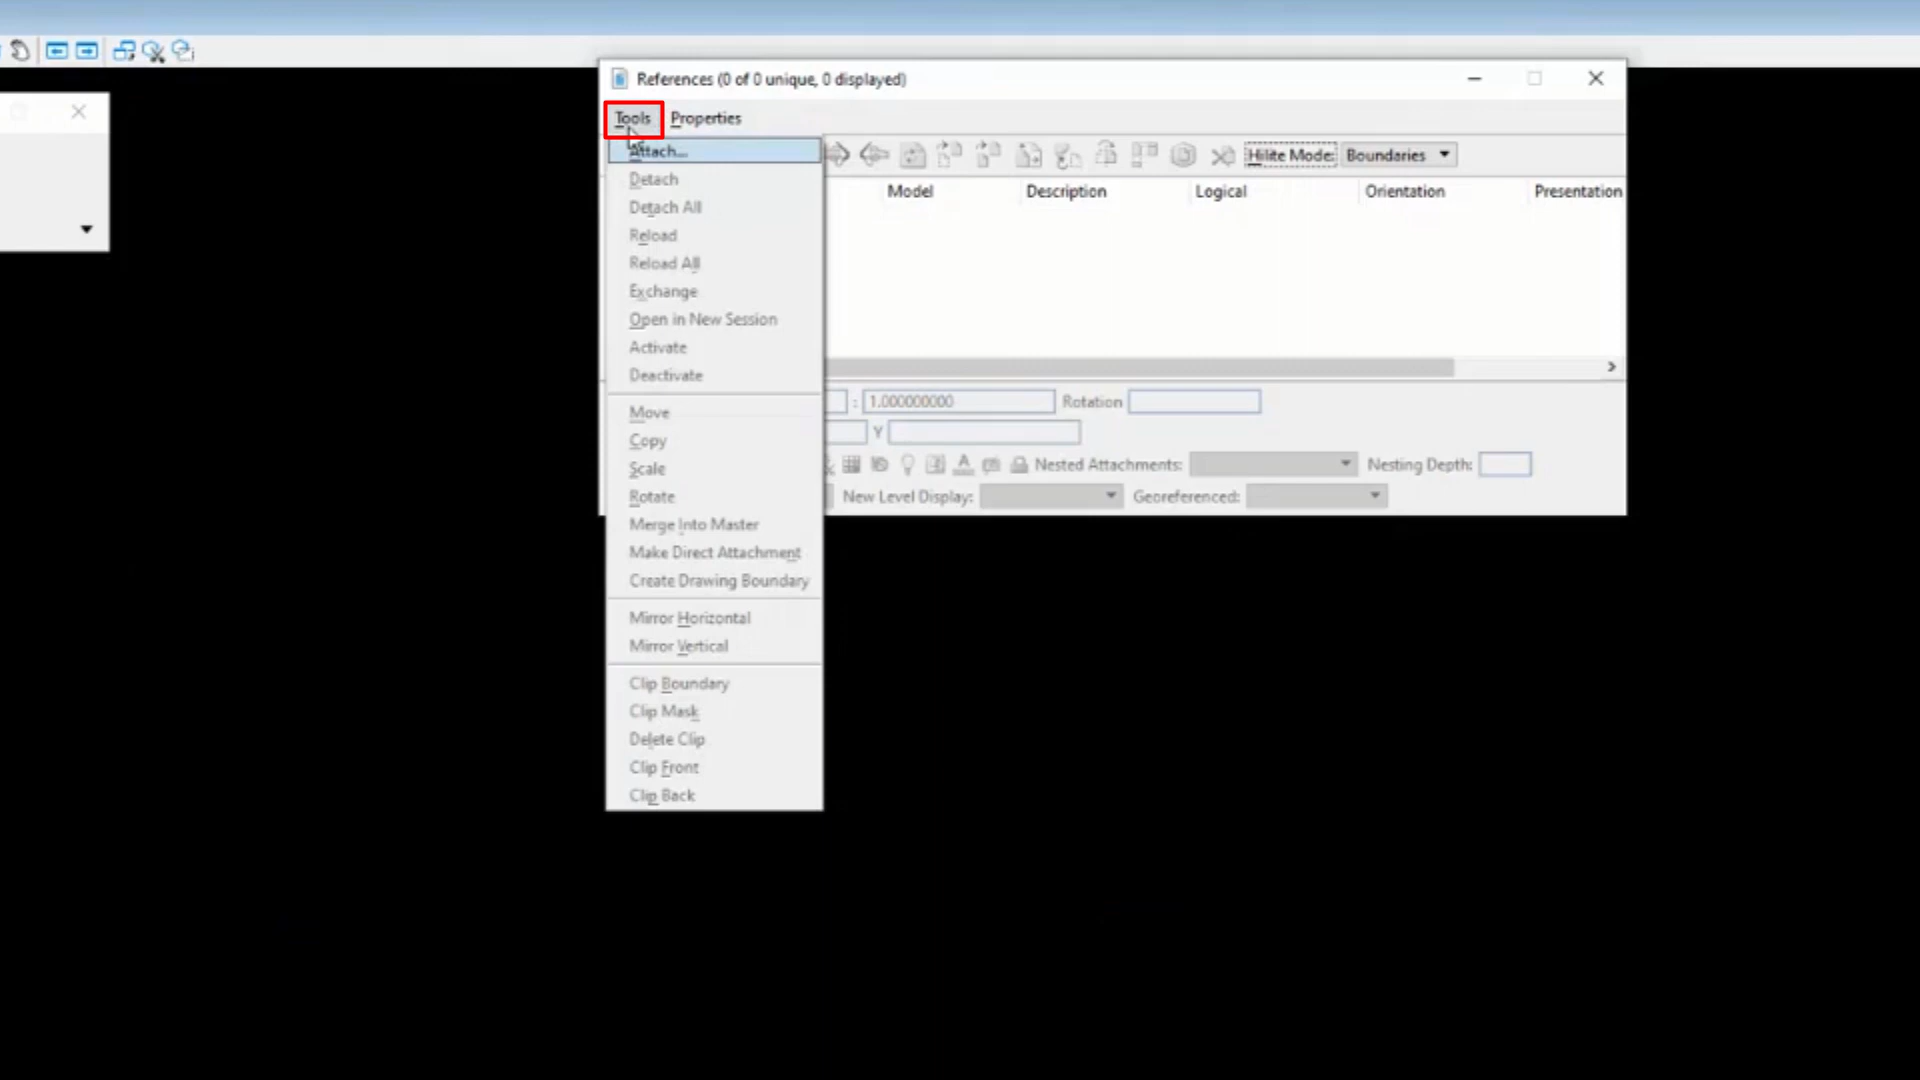 References (0 of 0 unique, 0 displayed)
Tools Properties
Attach...
Hilite Mode: Boundaries
Detach
Model Description Logical Orientation Presentation
Detach All
Reload
Reload All
Exchange
Open in New Session
Activate
Deactivate
: 1.000000000 Rotation
Move
Y
Copy
Scale
Nested Attachments: Nesting Depth:
Rotate
New Level Display: Georeferenced:
Merge Into Master
Make Direct Attachment
Create Drawing Boundary
Mirror Horizontal
Mirror Vertical
Clip Boundary
Clip Mask
Delete Clip
Clip Front
Clip Back